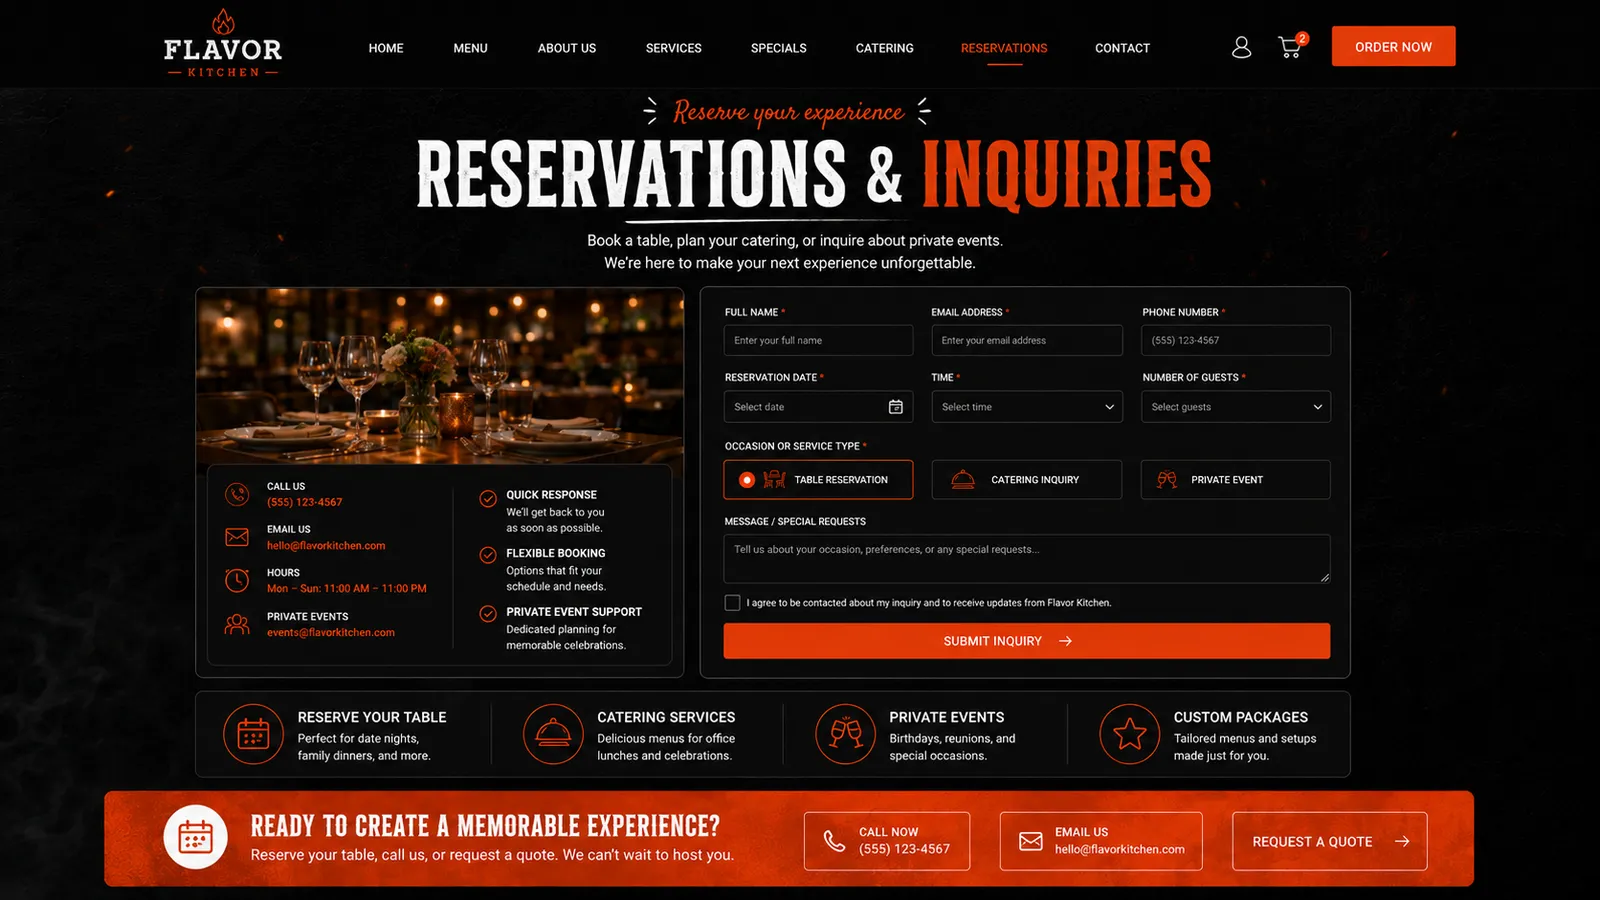 FLAVOR
KITCHEN
HOME
MENU
ABOUT US
SERVICES
SPECIALS
CATERING
RESERVATIONS
CONTACT
2
ORDER NOW
Reserve your experience
RESERVATIONS & INQUIRIES
Book a table, plan your catering, or inquire about private events.
We're here to make your next experience unforgettable.
CALL US
(555) 123-4567
EMAIL US
hello@flavorkitchen.com
HOURS
Mon – Sun: 11:00 AM – 11:00 PM
PRIVATE EVENTS
events@flavorkitchen.com
QUICK RESPONSE
We'll get back to you
as soon as possible.
FLEXIBLE BOOKING
Options that fit your
schedule and needs.
PRIVATE EVENT SUPPORT
Dedicated planning for
memorable celebrations.
FULL NAME *
Enter your full name
EMAIL ADDRESS *
Enter your email address
PHONE NUMBER *
(555) 123-4567
RESERVATION DATE *
Select date
TIME *
Select time
NUMBER OF GUESTS *
Select guests
OCCASION OR SERVICE TYPE *
TABLE RESERVATION
CATERING INQUIRY
PRIVATE EVENT
MESSAGE / SPECIAL REQUESTS
Tell us about your occasion, preferences, or any special requests...
I agree to be contacted about my inquiry and to receive updates from Flavor Kitchen.
SUBMIT INQUIRY
RESERVE YOUR TABLE
Perfect for date nights,
family dinners, and more.
CATERING SERVICES
Delicious menus for office
lunches and celebrations.
PRIVATE EVENTS
Birthdays, reunions, and
special occasions.
CUSTOM PACKAGES
Tailored menus and setups
made just for you.
READY TO CREATE A MEMORABLE EXPERIENCE?
Reserve your table, call us, or request a quote. We can't wait to host you.
CALL NOW
(555) 123-4567
EMAIL US
hello@flavorkitchen.com
REQUEST A QUOTE